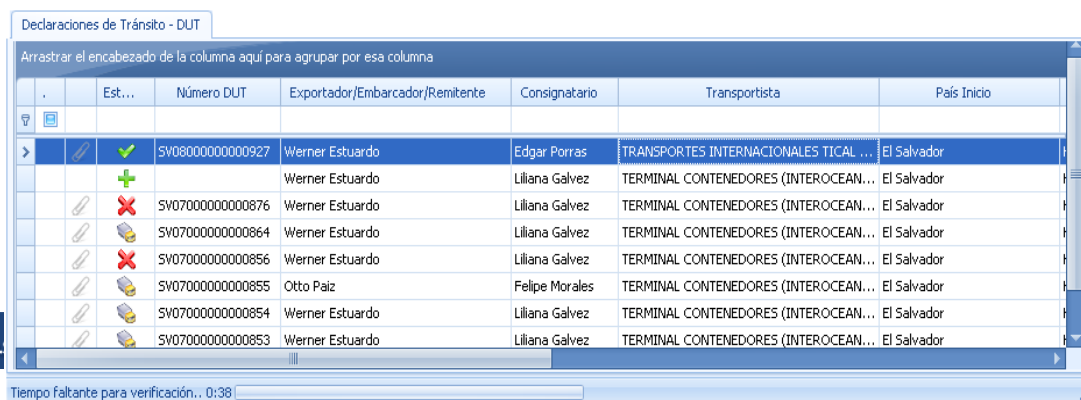 Declaraciones de Tránsito - DUT
Arrastrar el encabezado de la columna aquí para agrupar por esa columna
. Est... Número DUT Exportador/Embarcador/Remitente Consignatario Transportista País Inicio
SV08000000000927 Werner Estuardo Edgar Porras TRANSPORTES INTERNACIONALES TICAL ... El Salvador
Werner Estuardo Liliana Galvez TERMINAL CONTENEDORES (INTEROCEAN... El Salvador
SV07000000000876 Werner Estuardo Liliana Galvez TERMINAL CONTENEDORES (INTEROCEAN... El Salvador
SV07000000000864 Werner Estuardo Liliana Galvez TERMINAL CONTENEDORES (INTEROCEAN... El Salvador
SV07000000000856 Werner Estuardo Liliana Galvez TERMINAL CONTENEDORES (INTEROCEAN... El Salvador
SV07000000000855 Otto Paiz Felipe Morales TERMINAL CONTENEDORES (INTEROCEAN... El Salvador
SV07000000000854 Werner Estuardo Liliana Galvez TERMINAL CONTENEDORES (INTEROCEAN... El Salvador
SV07000000000853 Werner Estuardo Liliana Galvez TERMINAL CONTENEDORES (INTEROCEAN... El Salvador
Tiempo faltante para verificación.. 0:38